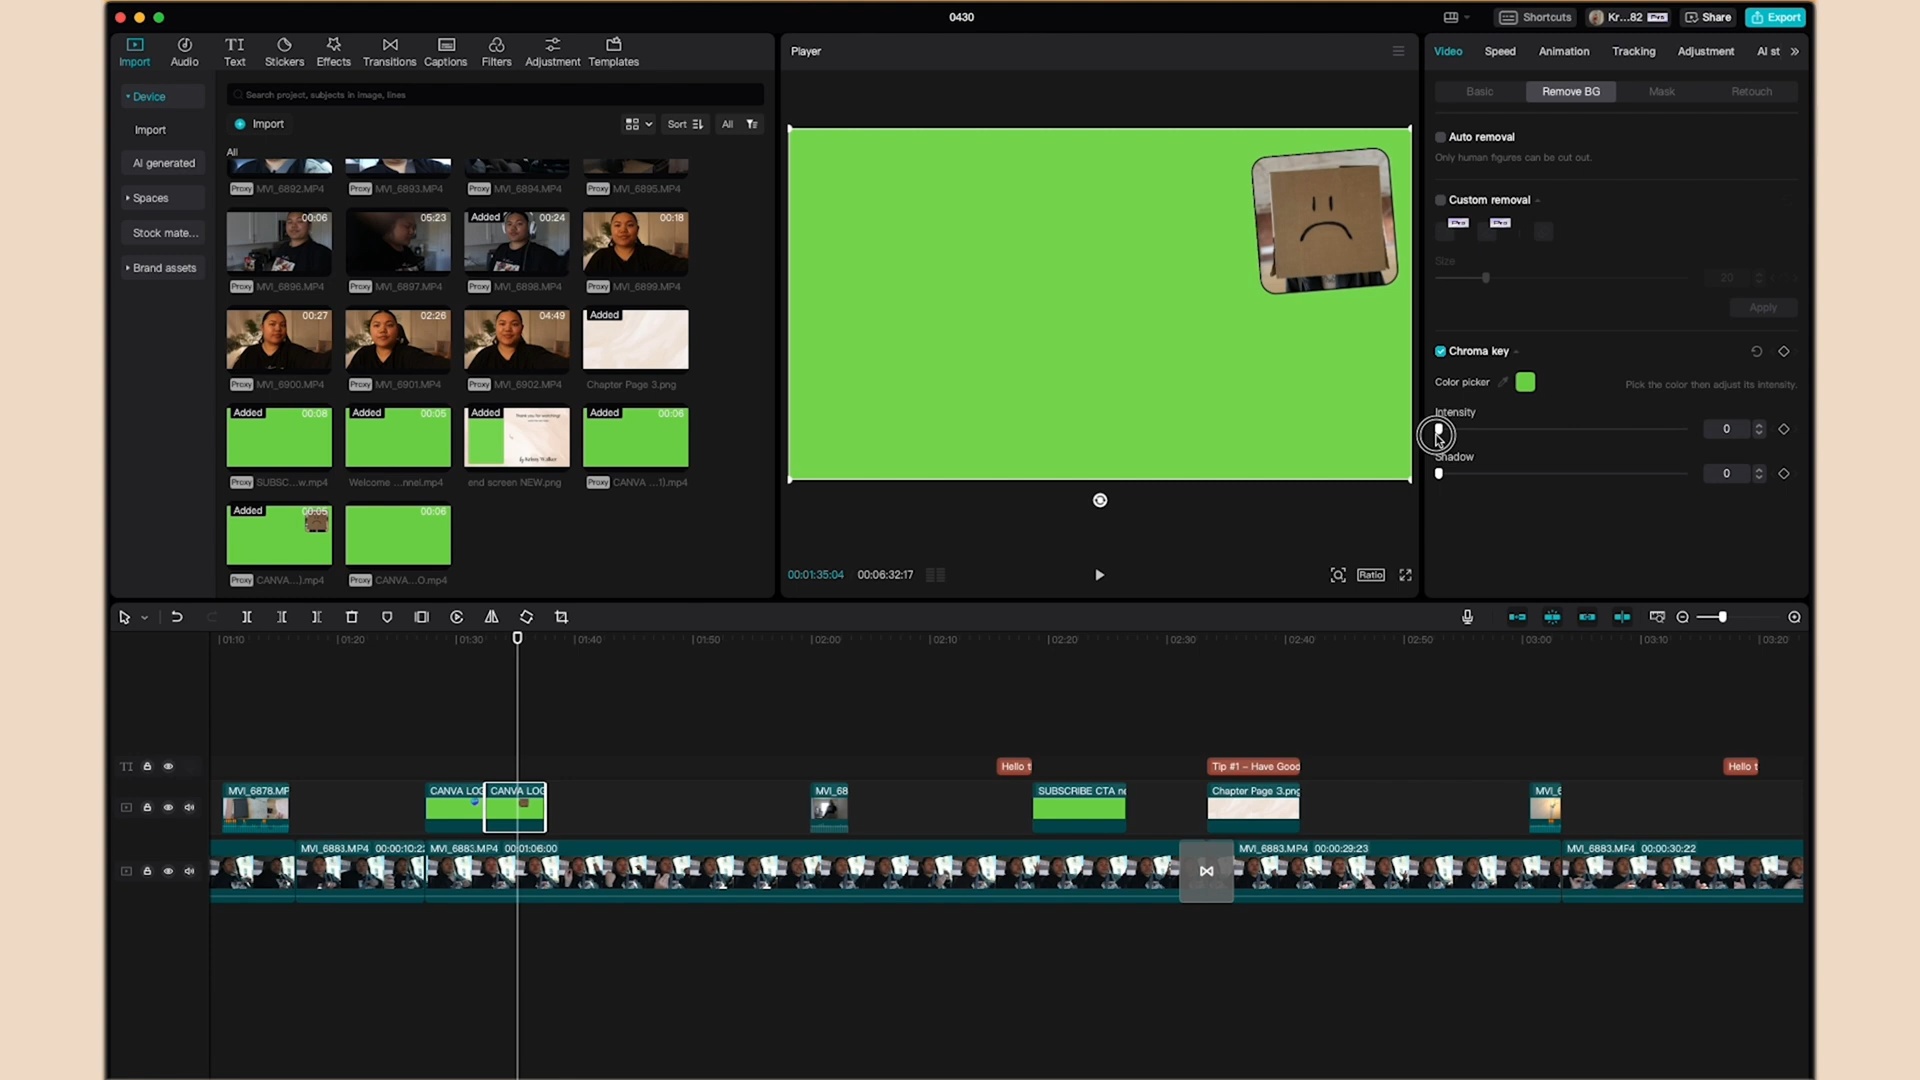 0430
Shortcuts
Kr...82 Pro
Share
Export
Import
Audio
TI
Text
Stickers
Effects
Transitions
Captions
Filters
Adjustment
Templates
Player
Video
Speed
Animation
Tracking
Adjustment
AI st
Device
Import
AI generated
Spaces
Stock mate...
Brand assets
Search project, subjects in image, lines
Import
Sort
All
All
Proxy MVI_6892.MP4
Proxy MVI_6893.MP4
Proxy MVI_6894.MP4
Proxy MVI_6895.MP4
00:06
05:23
Added 00:24
00:18
Proxy MVI_6896.MP4
Proxy MVI_6897.MP4
Proxy MVI_6898.MP4
Proxy MVI_6899.MP4
00:27
02:26
04:49
Added
Proxy MVI_6900.MP4
Proxy MVI_6901.MP4
Proxy MVI_6902.MP4
Chapter Page 3.png
Added 00:08
Added 00:05
Added
Thank you for watching!
Added 00:06
Proxy SUBSC...w.mp4
Welcome ...nnel.mp4
end screen NEW.png
Proxy CANVA ...1).mp4
Added 00:05
00:06
Proxy CANVA...).mp4
Proxy CANVA...O.mp4
00:01:35:04
00:06:32:17
Ratio
Basic
Remove BG
Mask
Retouch
Auto removal
Only human figures can be cut out.
Custom removal
Pro
Pro
Size
20
Apply
Chroma key
Color picker
Pick the color then adjust its intensity.
Intensity
0
Shadow
0
01:10
01:20
01:30
01:40
01:50
02:00
02:10
02:20
02:30
02:40
02:50
03:00
03:10
03:20
TI
Hello t
Tip #1 – Have Good
Hello t
MVI_6878.MP
CANVA LOG
CANVA LOG
MVI_68
SUBSCRIBE CTA ne
Chapter Page 3.png
MVI_6
MVI_6883.MP4 00:00:10:22
MVI_6883.MP4 00:01:06:00
MVI_6883.MP4 00:00:29:23
MVI_6883.MP4 00:00:30:22